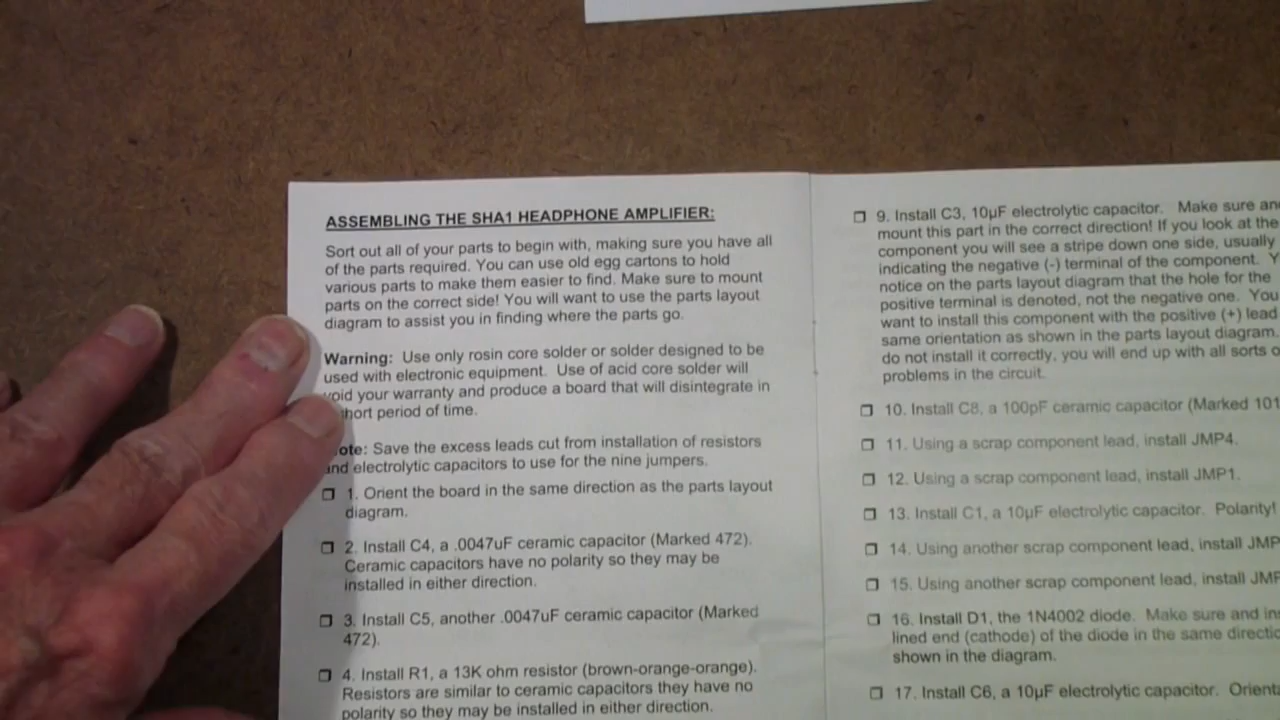 ASSEMBLING THE SHA1 HEADPHONE AMPLIFIER:
Sort out all of your parts to begin with, making sure you have all
of the parts required. You can use old egg cartons to hold
various parts to make them easier to find. Make sure to mount
parts on the correct side! You will want to use the parts layout
diagram to assist you in finding where the parts go.
Warning: Use only rosin core solder or solder designed to be
used with electronic equipment. Use of acid core solder will
void your warranty and produce a board that will disintegrate in
short period of time.
ote: Save the excess leads cut from installation of resistors
and electrolytic capacitors to use for the nine jumpers.
1. Orient the board in the same direction as the parts layout
diagram.
2. Install C4, a .0047uF ceramic capacitor (Marked 472).
Ceramic capacitors have no polarity so they may be
installed in either direction.
3. Install C5, another .0047uF ceramic capacitor (Marked
472).
4. Install R1, a 13K ohm resistor (brown-orange-orange).
Resistors are similar to ceramic capacitors they have no
polarity so they may be installed in either direction.
9. Install C3, 10µF electrolytic capacitor. Make sure and
mount this part in the correct direction! If you look at the
component you will see a stripe down one side, usually
indicating the negative (-) terminal of the component. Y
notice on the parts layout diagram that the hole for the
positive terminal is denoted, not the negative one. You
want to install this component with the positive (+) lead
same orientation as shown in the parts layout diagram.
do not install it correctly, you will end up with all sorts o
problems in the circuit.
10. Install C8, a 100pF ceramic capacitor (Marked 101
11. Using a scrap component lead, install JMP4.
12. Using a scrap component lead, install JMP1.
13. Install C1, a 10µF electrolytic capacitor. Polarity!
14. Using another scrap component lead, install JMP
15. Using another scrap component lead, install JMP
16. Install D1, the 1N4002 diode. Make sure and ins
lined end (cathode) of the diode in the same directio
shown in the diagram.
17. Install C6, a 10µF electrolytic capacitor. Orienta